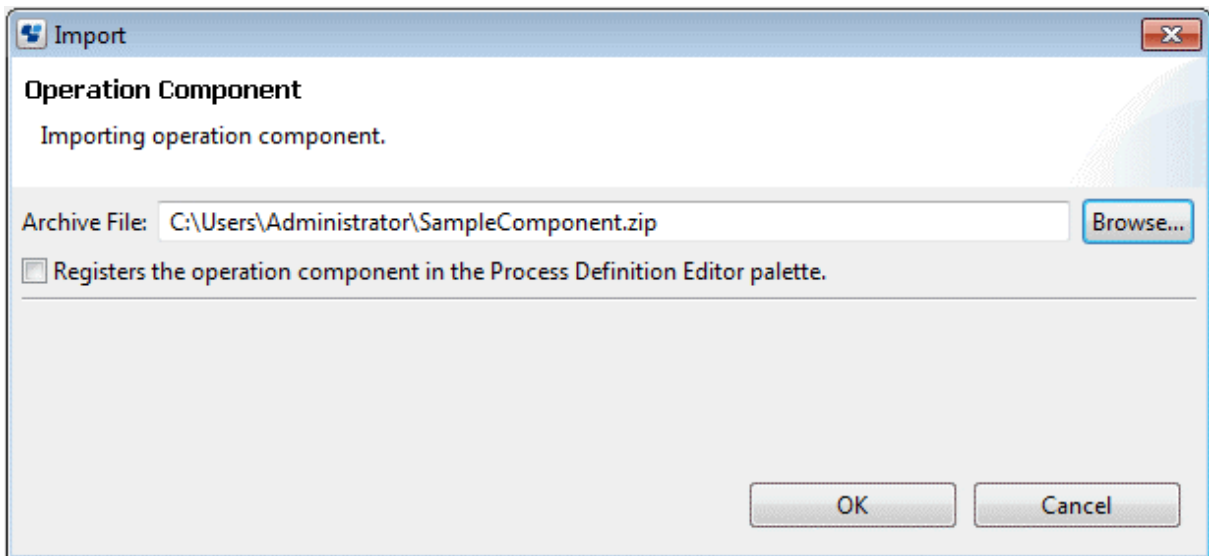 Import
Operation Component
Importing operation component.
Archive File: C:\Users\Administrator\SampleComponent.zip Browse...
Registers the operation component in the Process Definition Editor palette.
OK Cancel